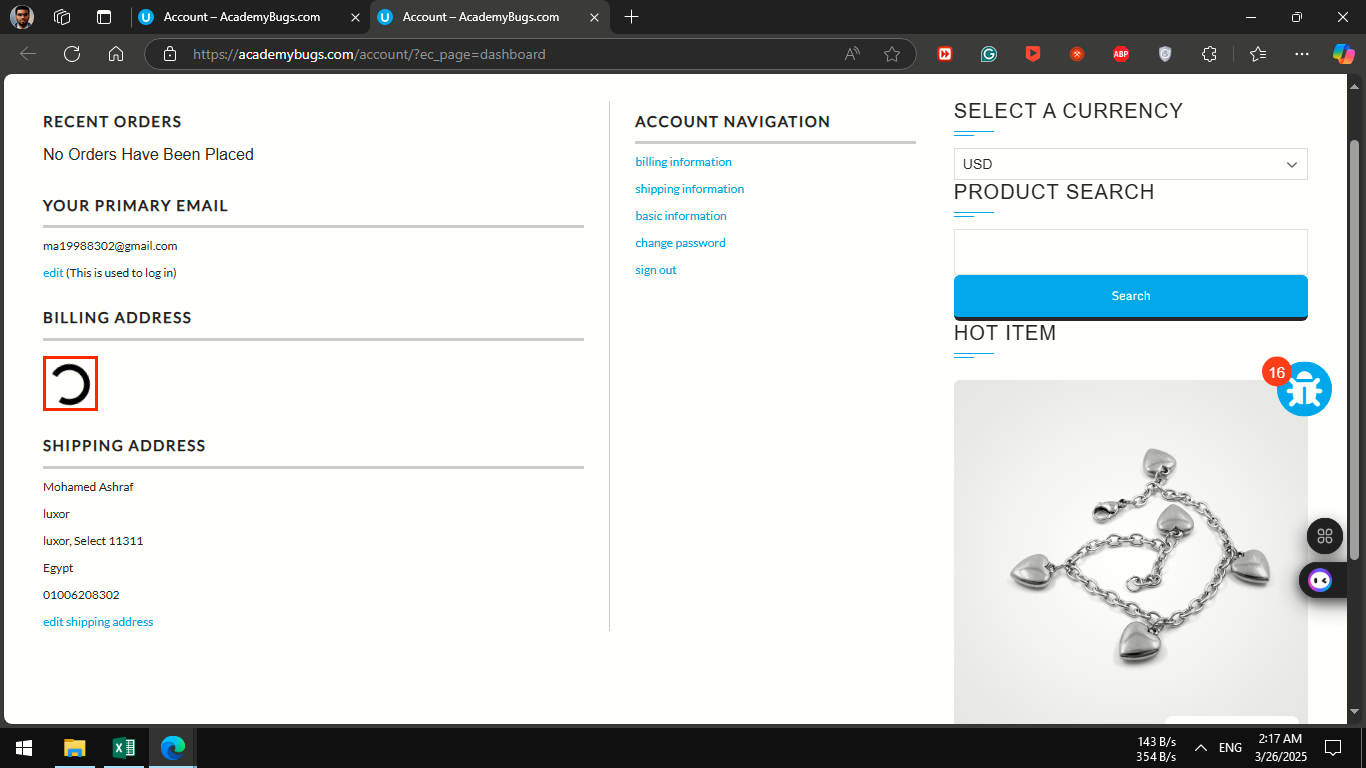 Account – AcademyBugs.com
Account – AcademyBugs.com
https://academybugs.com/account/?ec_page=dashboard
ABP
RECENT ORDERS
No Orders Have Been Placed
YOUR PRIMARY EMAIL
ma19988302@gmail.com
edit (This is used to log in)
BILLING ADDRESS
SHIPPING ADDRESS
Mohamed Ashraf
luxor
luxor, Select 11311
Egypt
01006208302
edit shipping address
ACCOUNT NAVIGATION
billing information
shipping information
basic information
change password
sign out
SELECT A CURRENCY
USD
PRODUCT SEARCH
Search
HOT ITEM
16
143 B/s
354 B/s
ENG
2:17 AM
3/26/2025